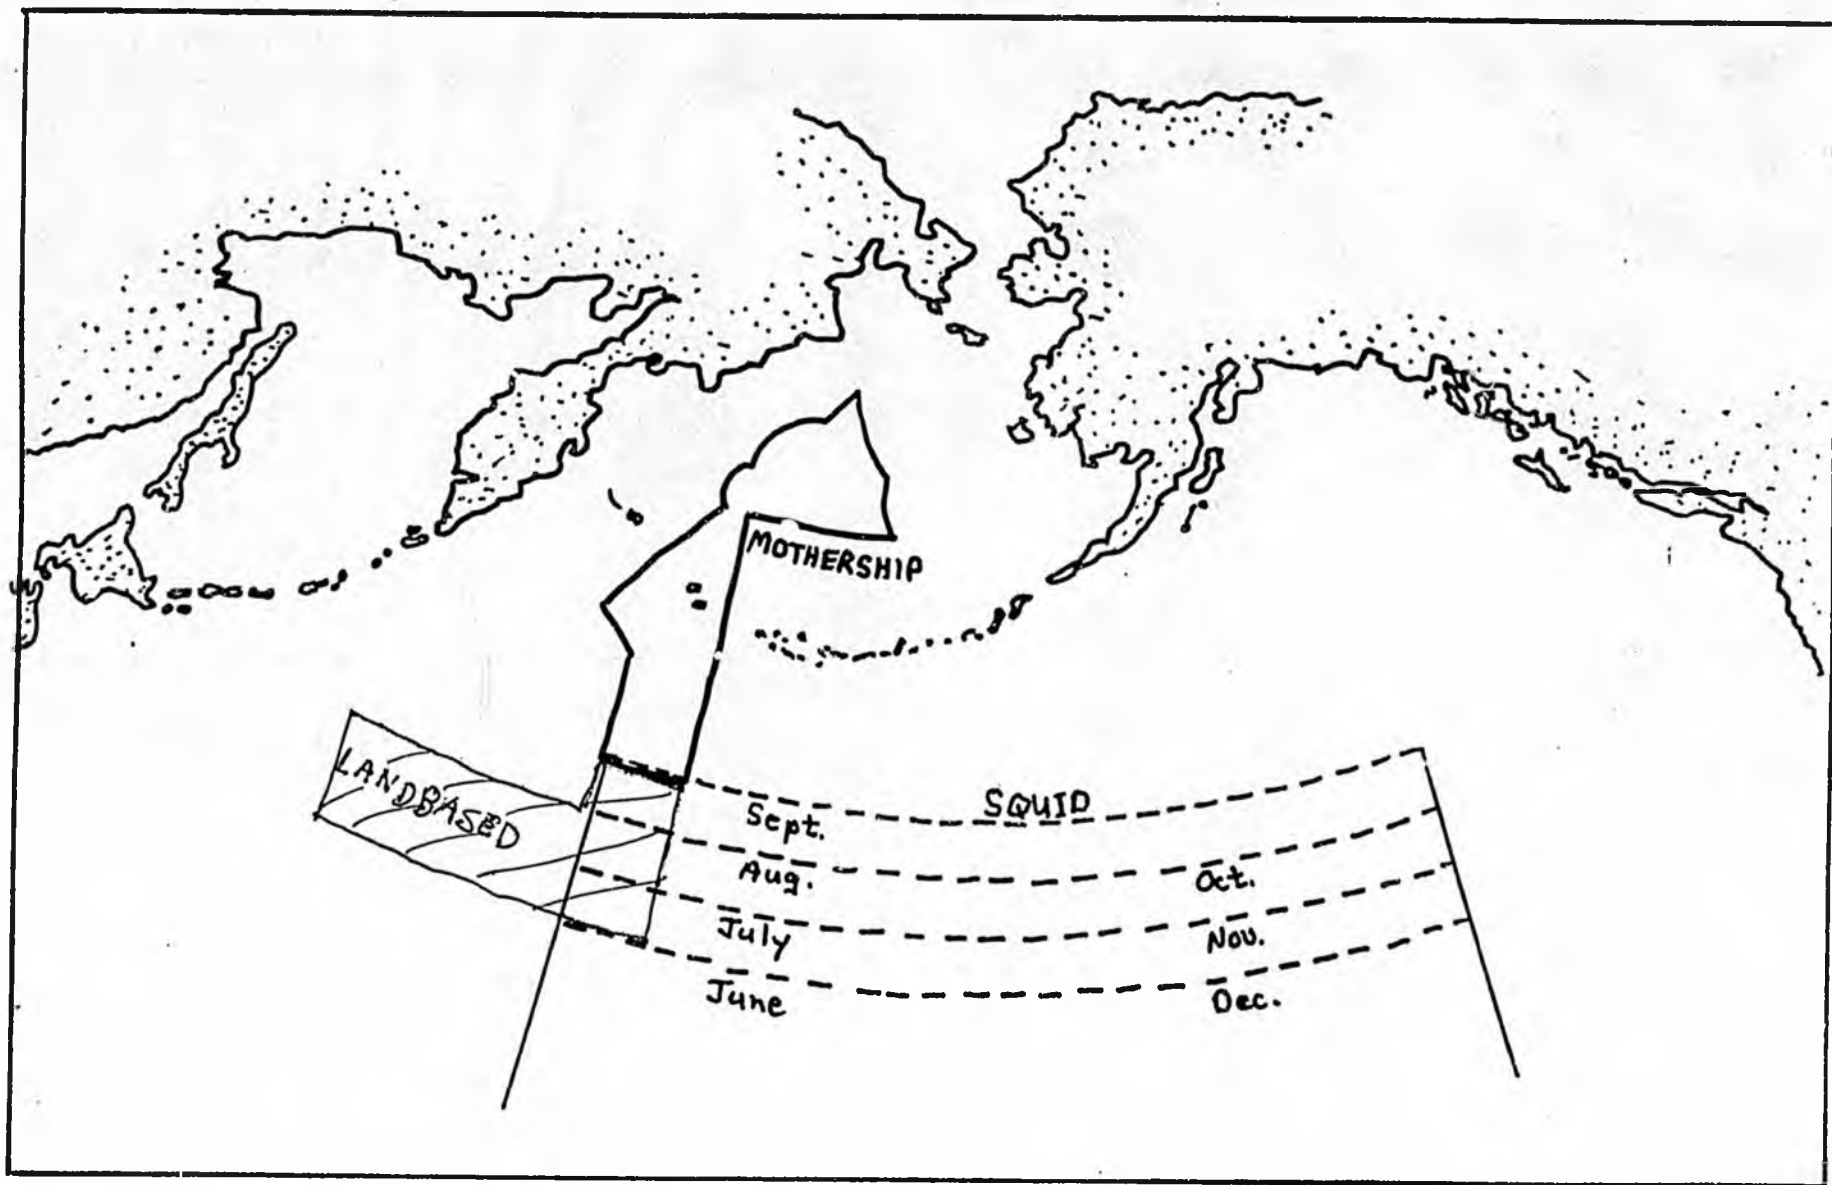 MOTHERSHIP
LANDBASED
SQUID
Sept.
Aug.
Oct.
July
Nov.
June
Dec.